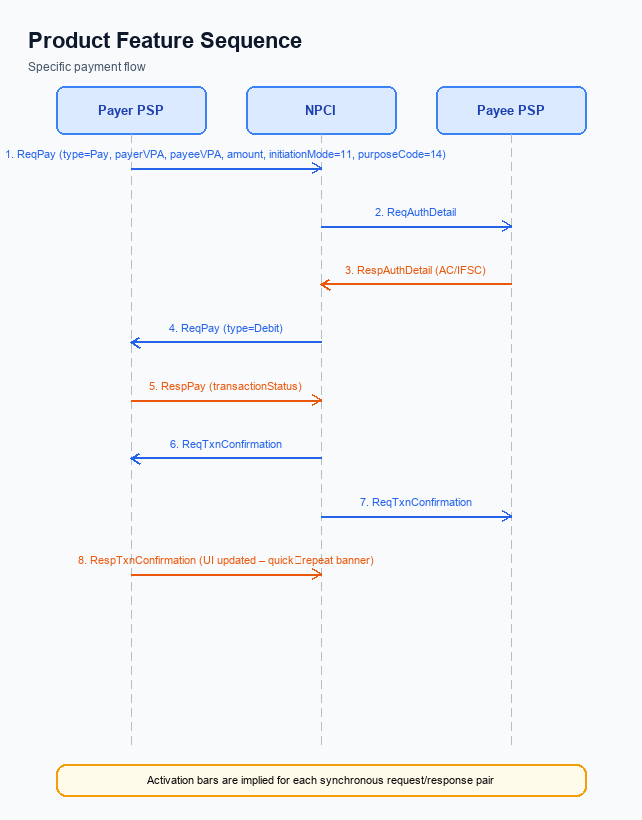 Product Feature Sequence
Specific payment flow
Payer PSP
NPCI
Payee PSP
1. ReqPay (type=Pay, payerVPA, payeeVPA, amount, initiationMode=11, purposeCode=14)
2. ReqAuthDetail
3. RespAuthDetail (AC/IFSC)
4. ReqPay (type=Debit)
5. RespPay (transactionStatus)
6. ReqTxnConfirmation
7. ReqTxnConfirmation
8. RespTxnConfirmation (UI updated – quick□repeat banner)
Activation bars are implied for each synchronous request/response pair